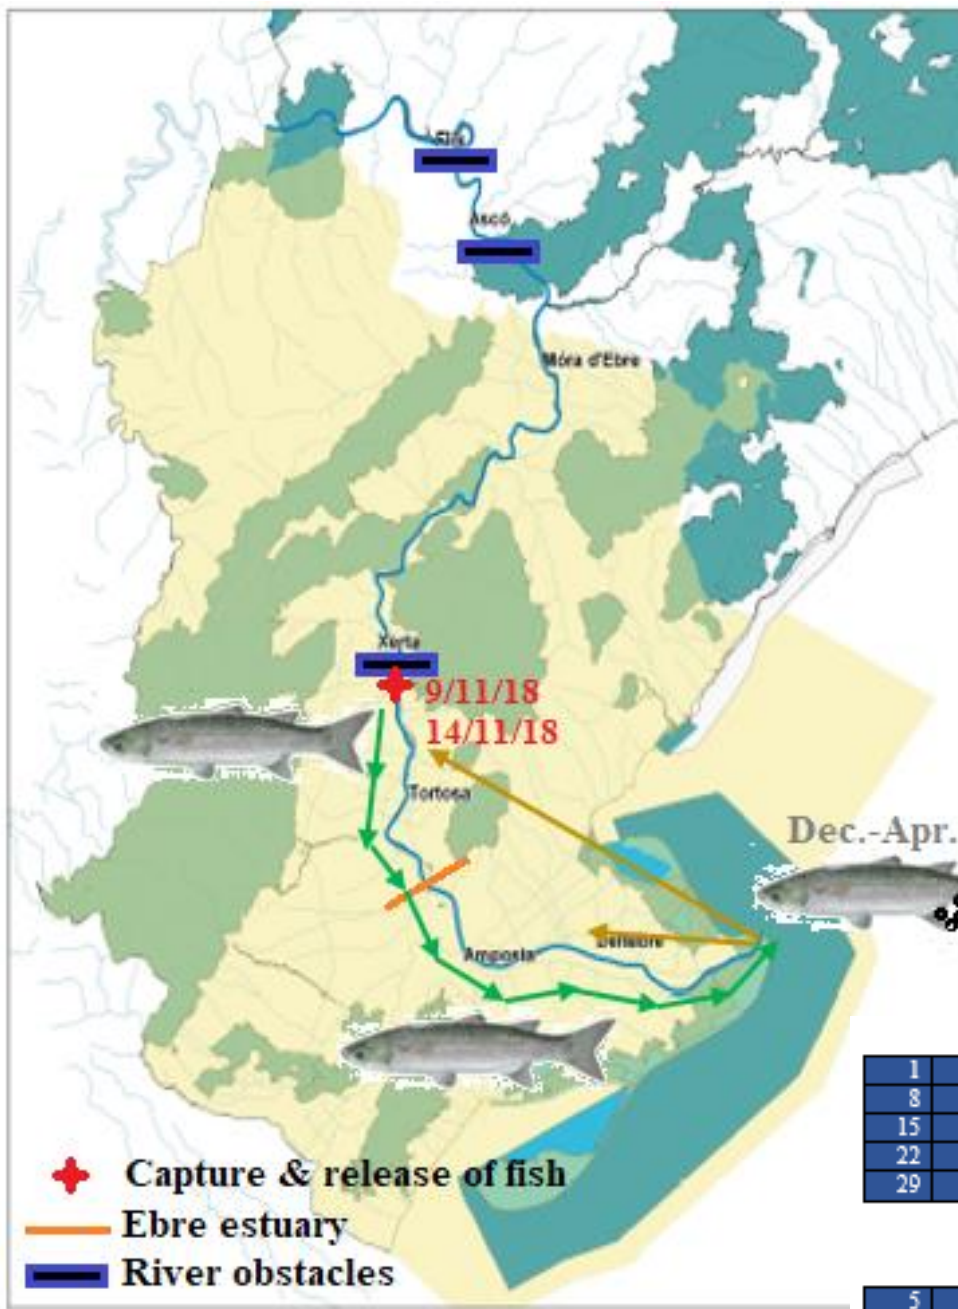 Flix
Ascó
Móra d'Ebre
Xerta
9/11/18
14/11/18
Tortosa
Dec.-Apr.
Deltebre
Amposta
1
8
15
22
29
Capture & release of fish
Ebre estuary
River obstacles
5